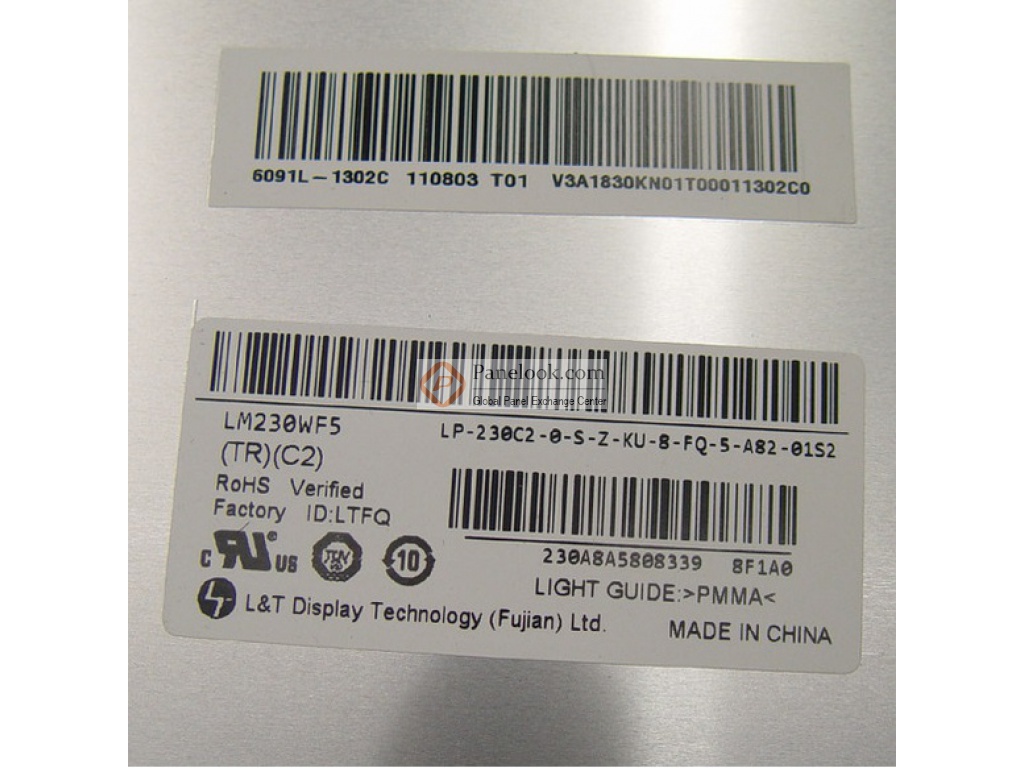 6091L-1302C 110803 T01 V3A1830KN01T00011302C0
Panelook.com
Global Panel Exchange Center
LM230WF5
(TR)(C2)
LP-230C2-0-S-Z-KU-8-FQ-5-A82-01S2
RoHS Verified
Factory ID:LTFQ
230A8A5808339 8F1A0
c RU® US TÜV 10
LIGHT GUIDE:>PMMA<
L&T Display Technology (Fujian) Ltd.
MADE IN CHINA